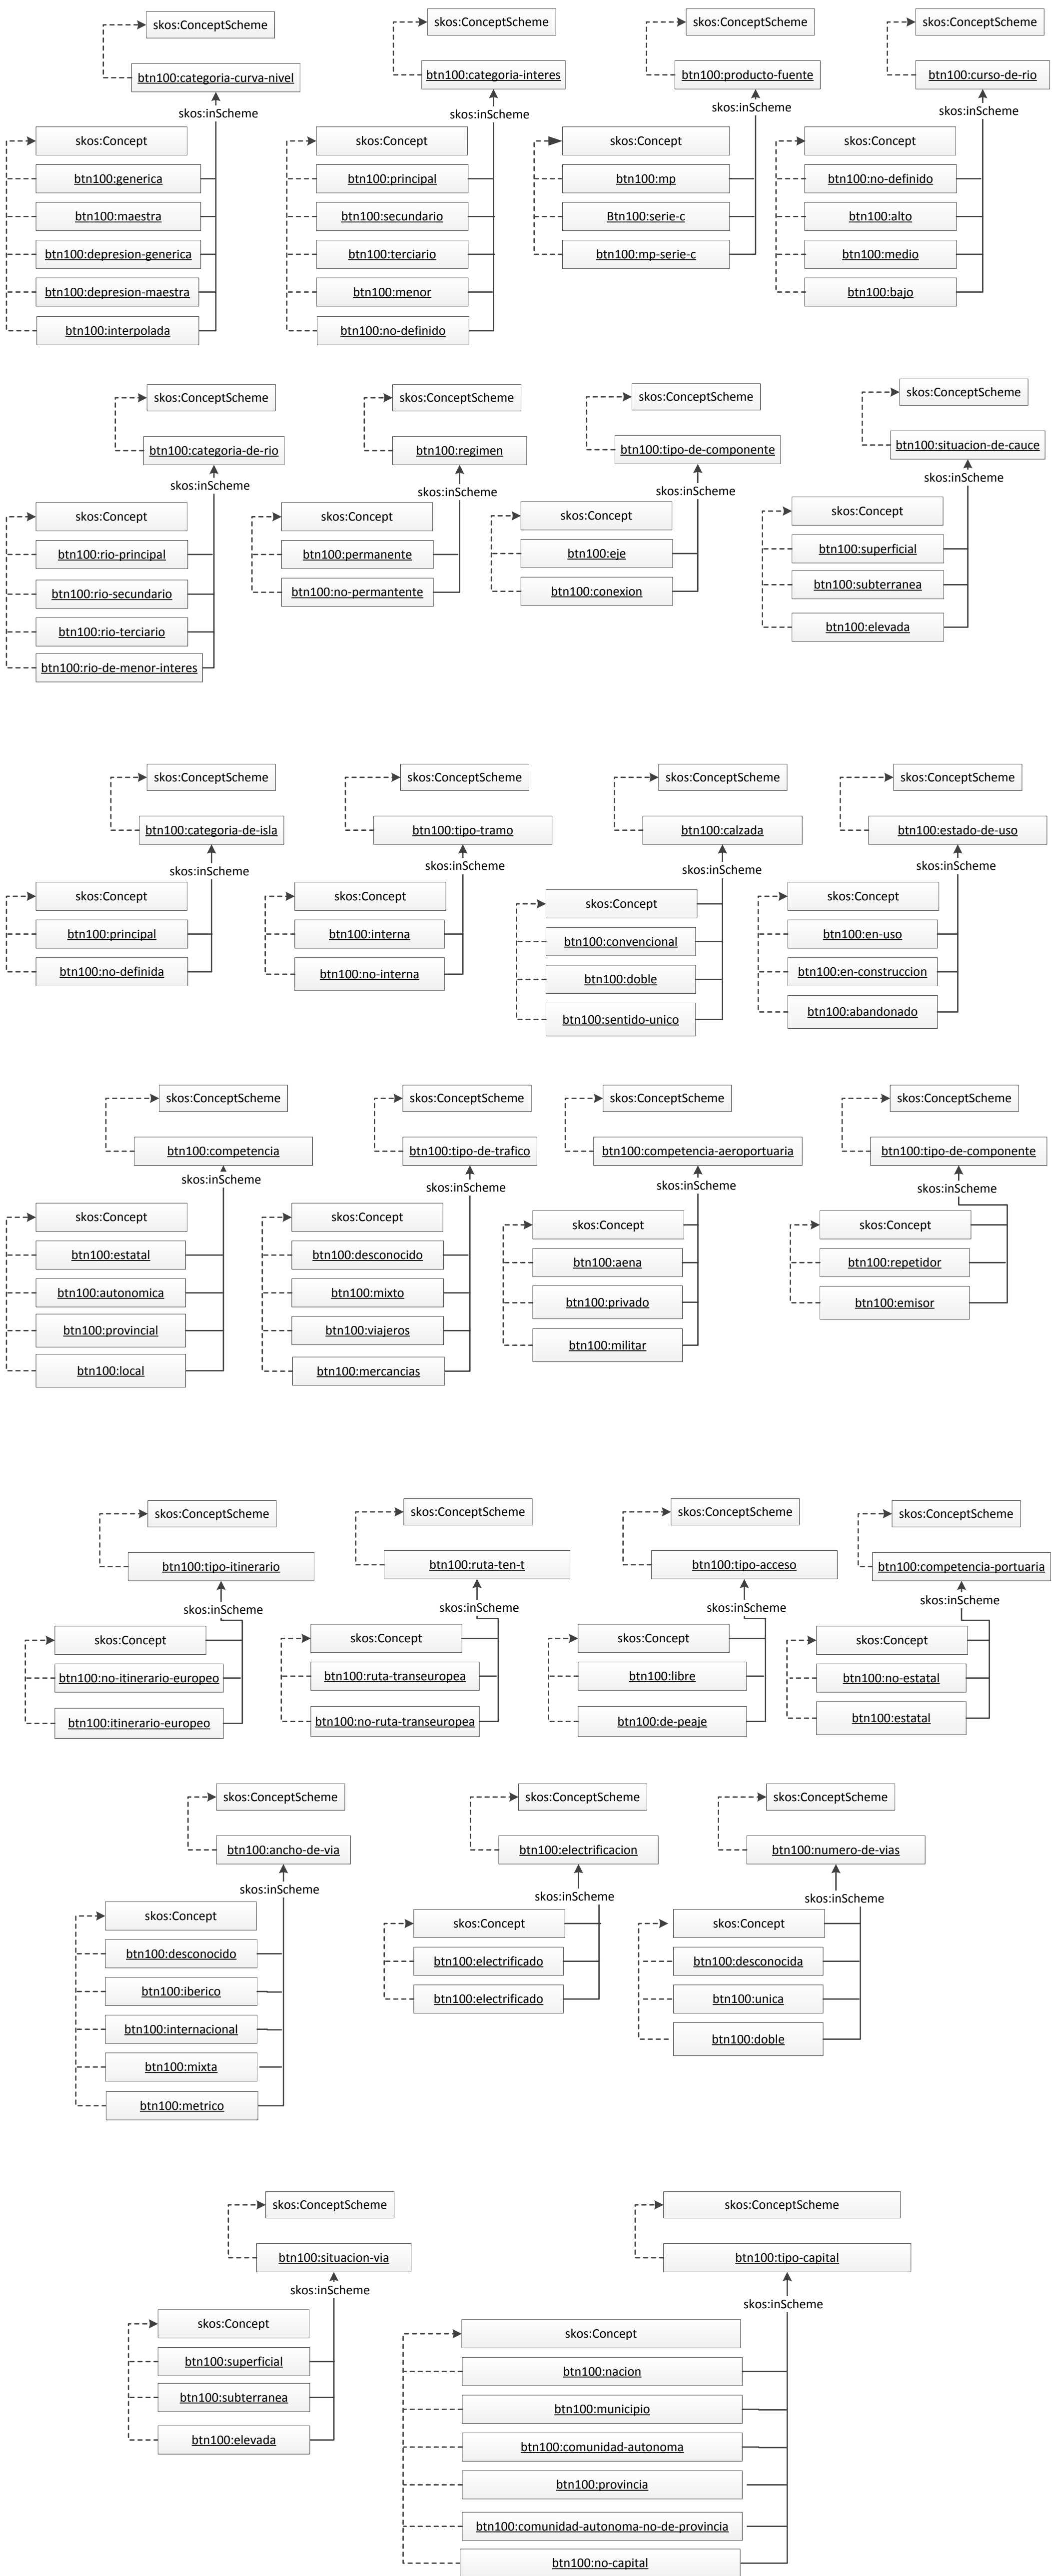 skos:ConceptScheme
btn100:categoria-curva-nivel
skos:inScheme
skos:Concept
btn100:generica
btn100:maestra
btn100:depresion-generica
btn100:depresion-maestra
btn100:interpolada
skos:ConceptScheme
btn100:categoria-interes
skos:inScheme
skos:Concept
btn100:principal
btn100:secundario
btn100:terciario
btn100:menor
btn100:no-definido
skos:ConceptScheme
btn100:producto-fuente
skos:inScheme
skos:Concept
btn100:mp
Btn100:serie-c
btn100:mp-serie-c
skos:ConceptScheme
btn100:curso-de-rio
skos:inScheme
skos:Concept
btn100:no-definido
btn100:alto
btn100:medio
btn100:bajo
skos:ConceptScheme
btn100:categoria-de-rio
skos:inScheme
skos:Concept
btn100:rio-principal
btn100:rio-secundario
btn100:rio-terciario
btn100:rio-de-menor-interes
skos:ConceptScheme
btn100:regimen
skos:inScheme
skos:Concept
btn100:permanente
btn100:no-permantente
skos:ConceptScheme
btn100:tipo-de-componente
skos:inScheme
skos:Concept
btn100:eje
btn100:conexion
skos:ConceptScheme
btn100:situacion-de-cauce
skos:inScheme
skos:Concept
btn100:superficial
btn100:subterranea
btn100:elevada
skos:ConceptScheme
btn100:categoria-de-isla
skos:inScheme
skos:Concept
btn100:principal
btn100:no-definida
skos:ConceptScheme
btn100:tipo-tramo
skos:inScheme
skos:Concept
btn100:interna
btn100:no-interna
skos:ConceptScheme
btn100:calzada
skos:inScheme
skos:Concept
btn100:convencional
btn100:doble
btn100:sentido-unico
skos:ConceptScheme
btn100:estado-de-uso
skos:inScheme
skos:Concept
btn100:en-uso
btn100:en-construccion
btn100:abandonado
skos:ConceptScheme
btn100:competencia
skos:inScheme
skos:Concept
btn100:estatal
btn100:autonomica
btn100:provincial
btn100:local
skos:ConceptScheme
btn100:tipo-de-trafico
skos:inScheme
skos:Concept
btn100:desconocido
btn100:mixto
btn100:viajeros
btn100:mercancias
skos:ConceptScheme
btn100:competencia-aeroportuaria
skos:inScheme
skos:Concept
btn100:aena
btn100:privado
btn100:militar
skos:ConceptScheme
btn100:tipo-de-componente
skos:inScheme
skos:Concept
btn100:repetidor
btn100:emisor
skos:ConceptScheme
btn100:tipo-itinerario
skos:inScheme
skos:Concept
btn100:no-itinerario-europeo
btn100:itinerario-europeo
skos:ConceptScheme
btn100:ruta-ten-t
skos:inScheme
skos:Concept
btn100:ruta-transeuropea
btn100:no-ruta-transeuropea
skos:ConceptScheme
btn100:tipo-acceso
skos:inScheme
skos:Concept
btn100:libre
btn100:de-peaje
skos:ConceptScheme
btn100:competencia-portuaria
skos:inScheme
skos:Concept
btn100:no-estatal
btn100:estatal
skos:ConceptScheme
btn100:ancho-de-via
skos:inScheme
skos:Concept
btn100:desconocido
btn100:iberico
btn100:internacional
btn100:mixta
btn100:metrico
skos:ConceptScheme
btn100:electrificacion
skos:inScheme
skos:Concept
btn100:electrificado
btn100:electrificado
skos:ConceptScheme
btn100:numero-de-vias
skos:inScheme
skos:Concept
btn100:desconocida
btn100:unica
btn100:doble
skos:ConceptScheme
btn100:situacion-via
skos:inScheme
skos:Concept
btn100:superficial
btn100:subterranea
btn100:elevada
skos:ConceptScheme
btn100:tipo-capital
skos:inScheme
skos:Concept
btn100:nacion
btn100:municipio
btn100:comunidad-autonoma
btn100:provincia
btn100:comunidad-autonoma-no-de-provincia
btn100:no-capital